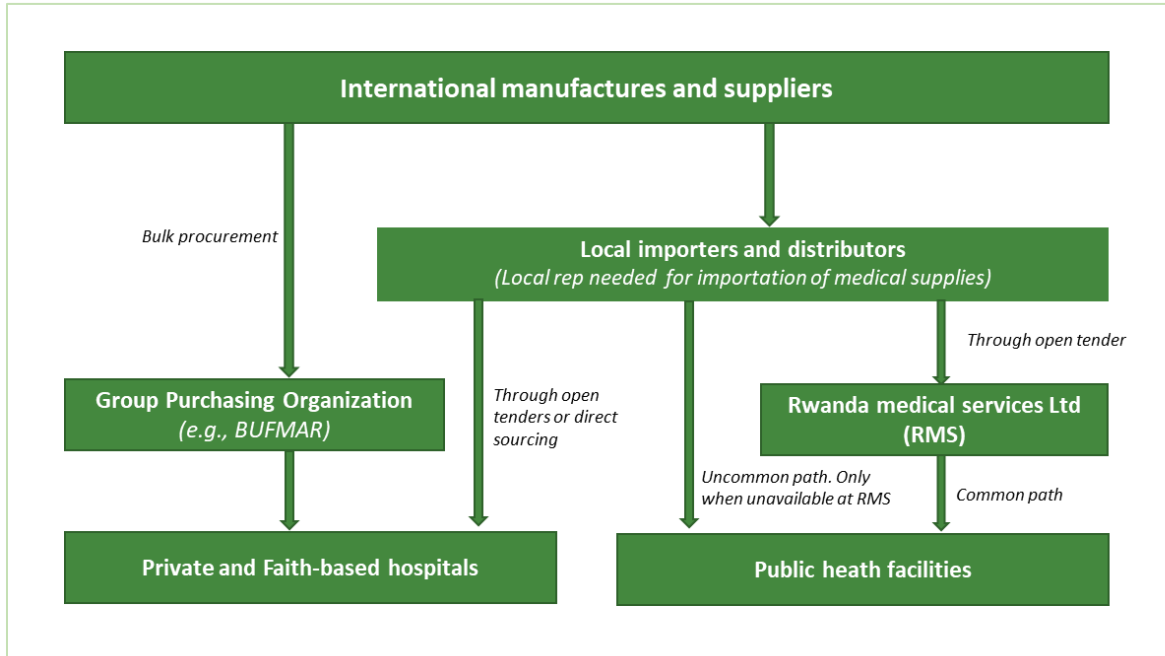 International manufactures and suppliers
Bulk procurement
Local importers and distributors
(Local rep needed for importation of medical supplies)
Through open tender
Group Purchasing Organization
(e.g., BUFMAR)
Through open
tenders or direct
sourcing
Rwanda medical services Ltd
(RMS)
Uncommon path. Only
when unavailable at RMS
Common path
Private and Faith-based hospitals
Public heath facilities